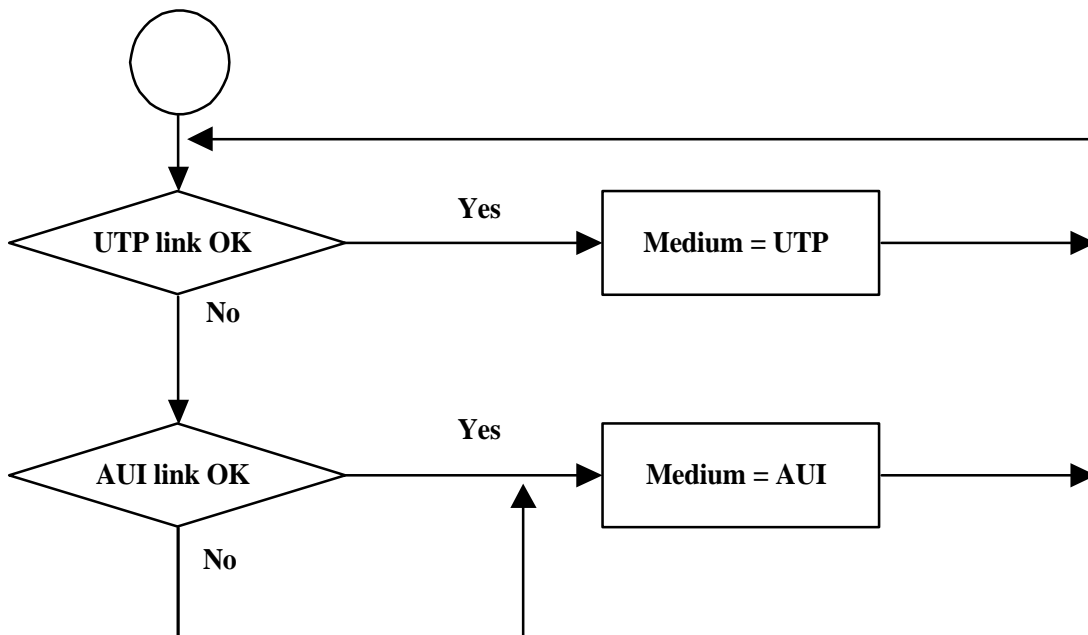 Yes
UTP link OK
Medium = UTP
No
Yes
AUI link OK
Medium = AUI
No